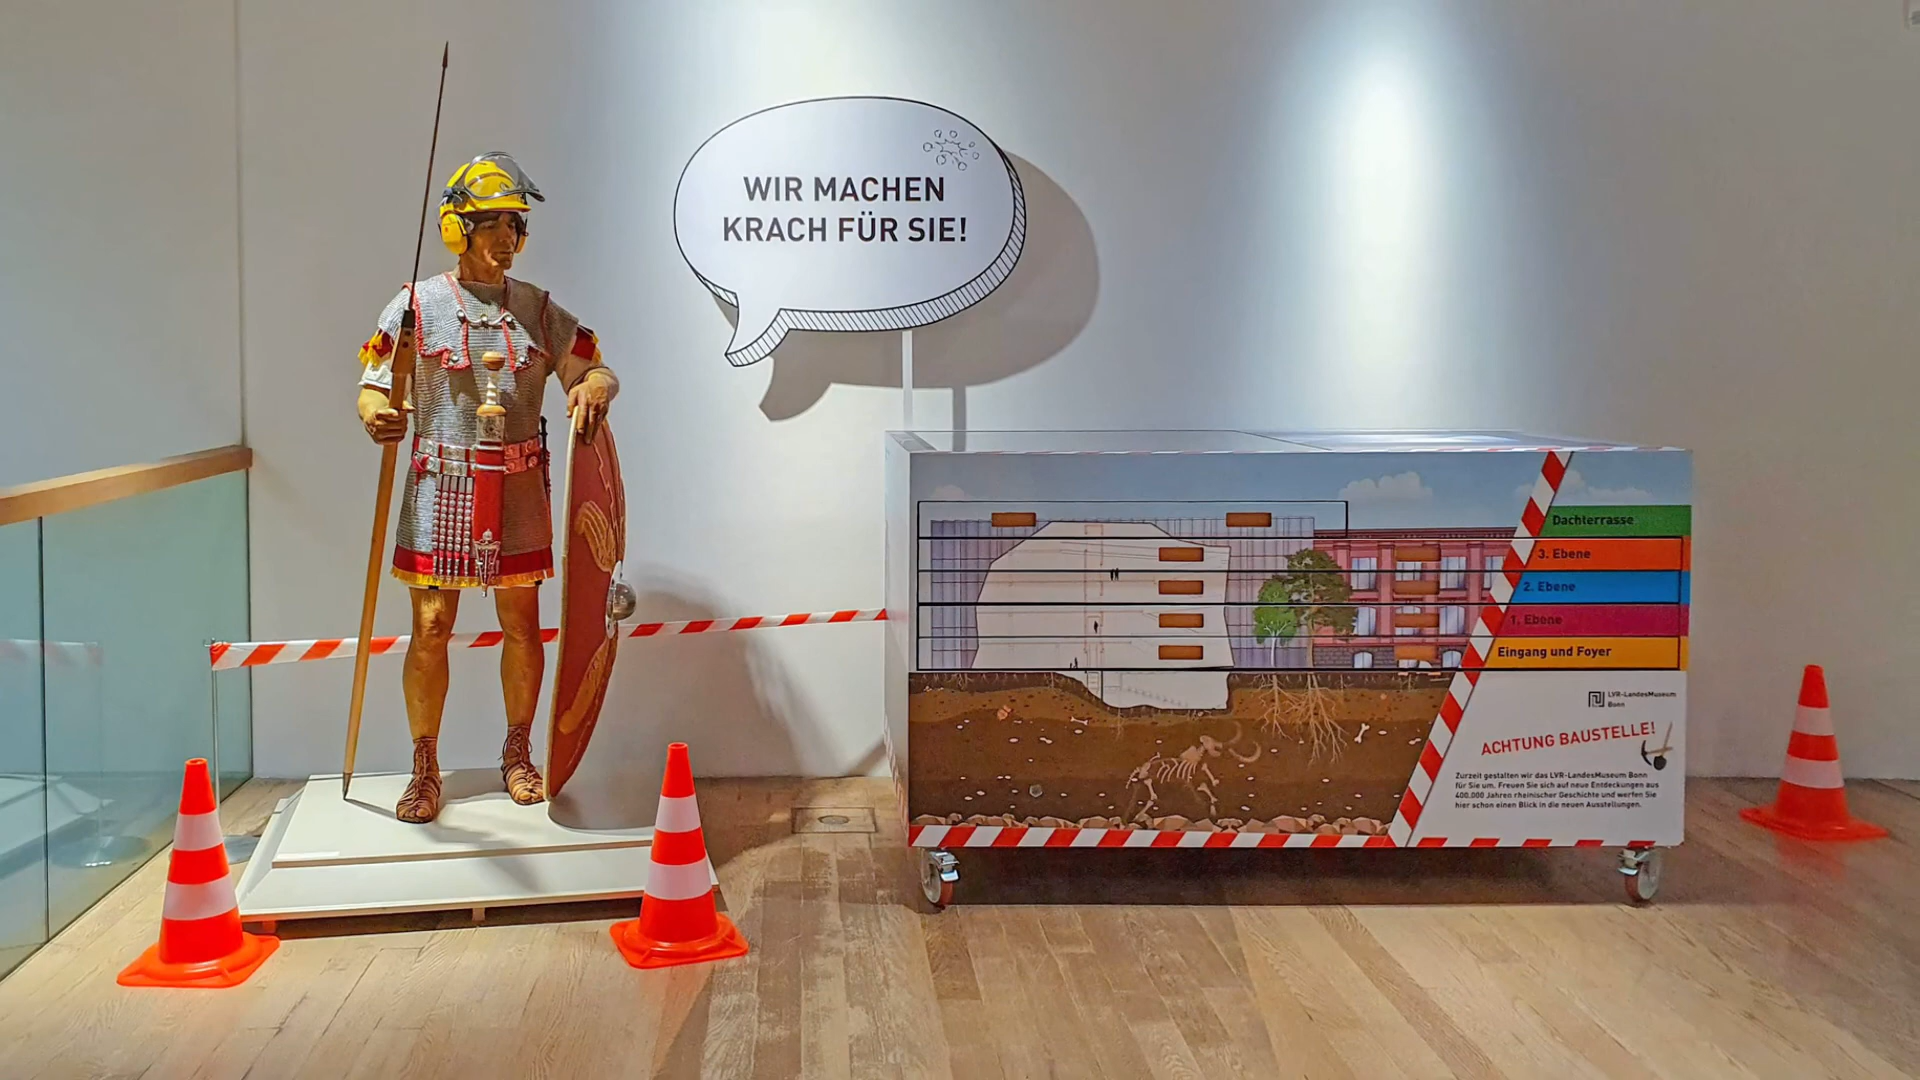 WIR MACHEN
KRACH FÜR SIE!
Dachterrasse
3. Ebene
2. Ebene
1. Ebene
Eingang und Foyer
LVR-LandesMuseum
Bonn
ACHTUNG BAUSTELLE!
Zurzeit gestalten wir das LVR-LandesMuseum Bonn
für Sie um. Freuen Sie sich auf neue Entdeckungen aus
400.000 Jahren rheinischer Geschichte und werfen Sie
hier schon einen Blick in die neuen Ausstellungen.